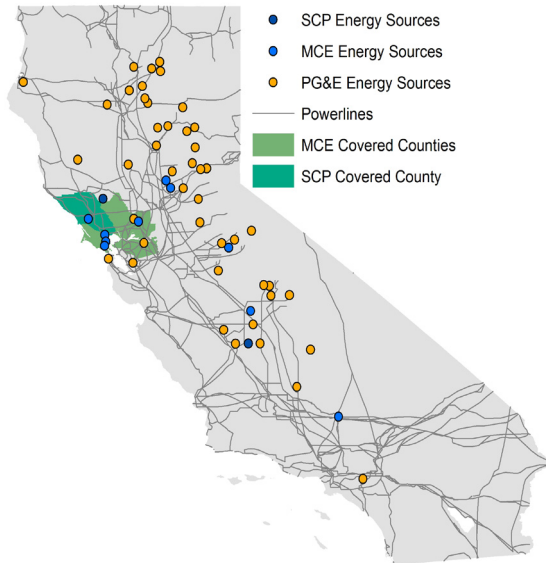 SCP Energy Sources
MCE Energy Sources
PG&E Energy Sources
Powerlines
MCE Covered Counties
SCP Covered County